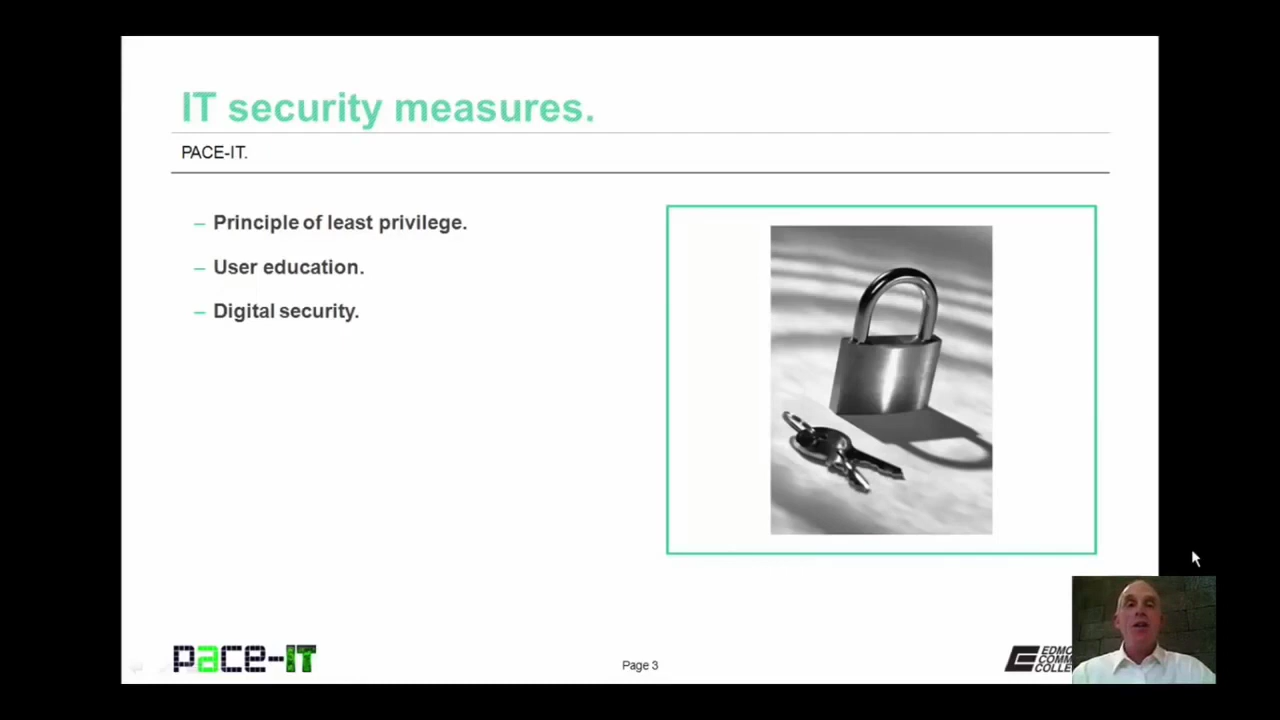 IT security measures.
PACE-IT.
– Principle of least privilege.
– User education.
– Digital security.
pace-IT
Page 3